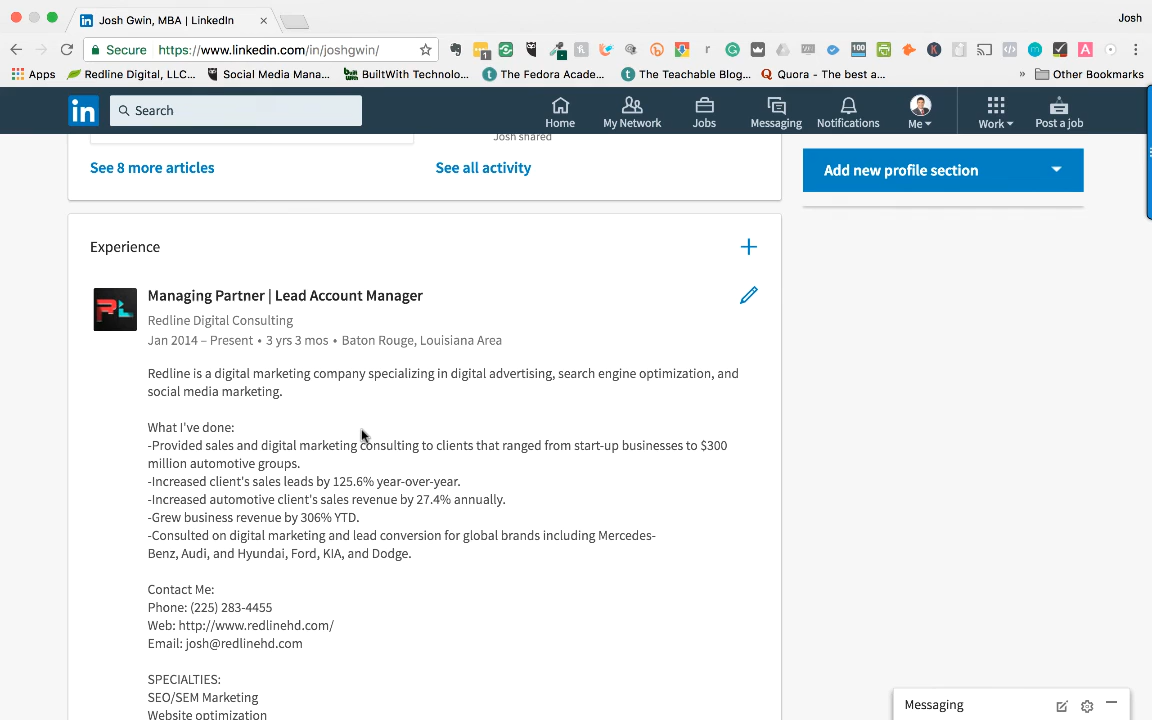 Josh Gwin, MBA | LinkedIn
Josh
Secure https://www.linkedin.com/in/joshgwin/
Apps Redline Digital, LLC... Social Media Mana... BuiltWith Technolo... The Fedora Acade... The Teachable Blog... Quora - The best a... » Other Bookmarks
in Search Home My Network Jobs Messaging Notifications Me Work Post a job
Josh shared
See 8 more articles See all activity
Add new profile section
Experience
Managing Partner | Lead Account Manager
Redline Digital Consulting
Jan 2014 – Present • 3 yrs 3 mos • Baton Rouge, Louisiana Area
Redline is a digital marketing company specializing in digital advertising, search engine optimization, and
social media marketing.
What I've done:
-Provided sales and digital marketing consulting to clients that ranged from start-up businesses to $300
million automotive groups.
-Increased client's sales leads by 125.6% year-over-year.
-Increased automotive client's sales revenue by 27.4% annually.
-Grew business revenue by 306% YTD.
-Consulted on digital marketing and lead conversion for global brands including Mercedes-
Benz, Audi, and Hyundai, Ford, KIA, and Dodge.
Contact Me:
Phone: (225) 283-4455
Web: http://www.redlinehd.com/
Email: josh@redlinehd.com
SPECIALTIES:
SEO/SEM Marketing
Website optimization
Messaging